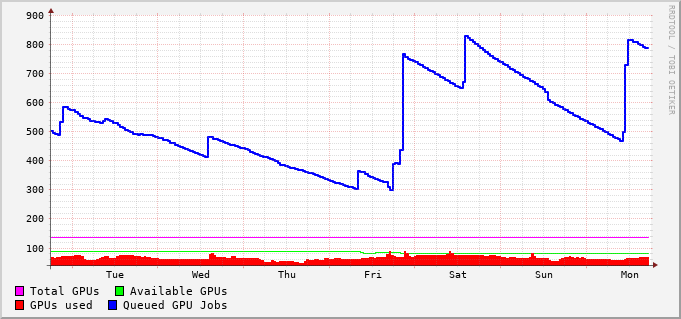 900
800
700
600
500
400
300
200
100
Tue Wed Thu Fri Sat Sun Mon
RRDTOOL / TOBI OETIKER
Total GPUs Available GPUs
GPUs used Queued GPU Jobs